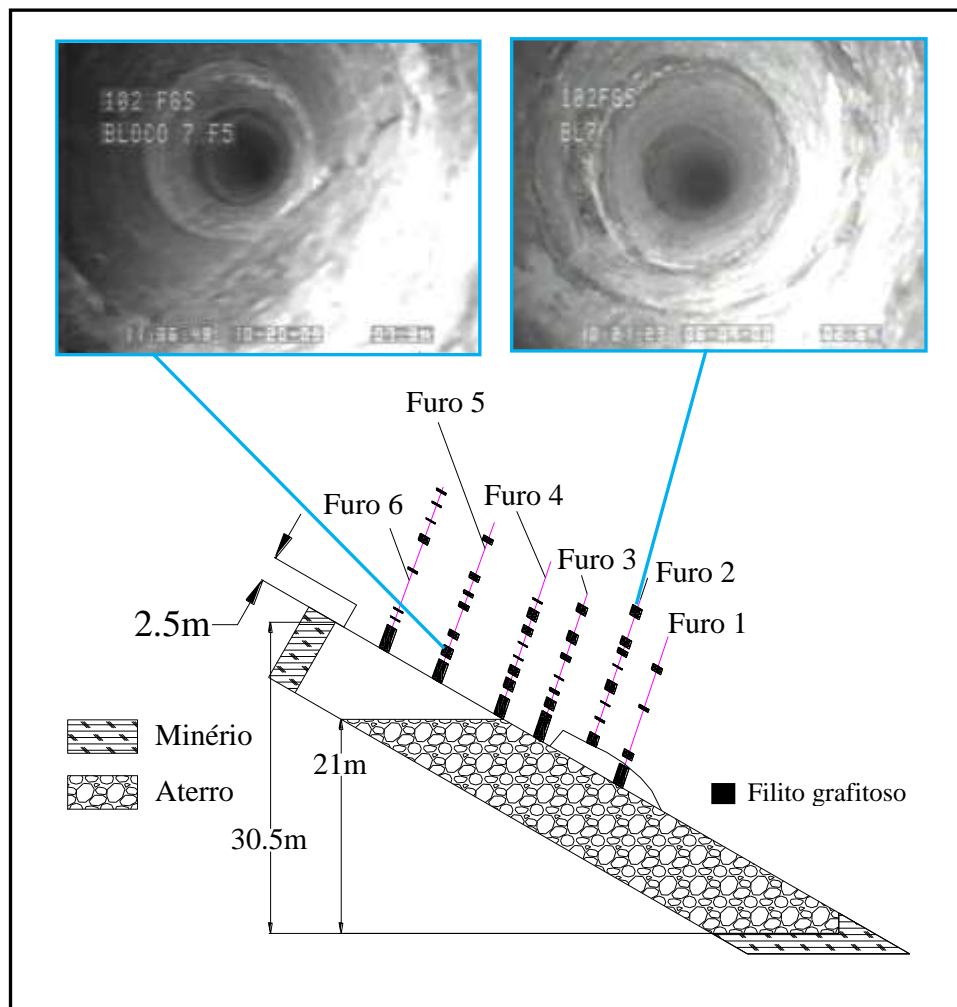 102 FGS
BLOCO 7 F5
102FGS
BL7
Furo 5
Furo 6
Furo 4
Furo 3
Furo 2
Furo 1
2.5m
Minério
Aterro
21m
30.5m
Filito grafitoso